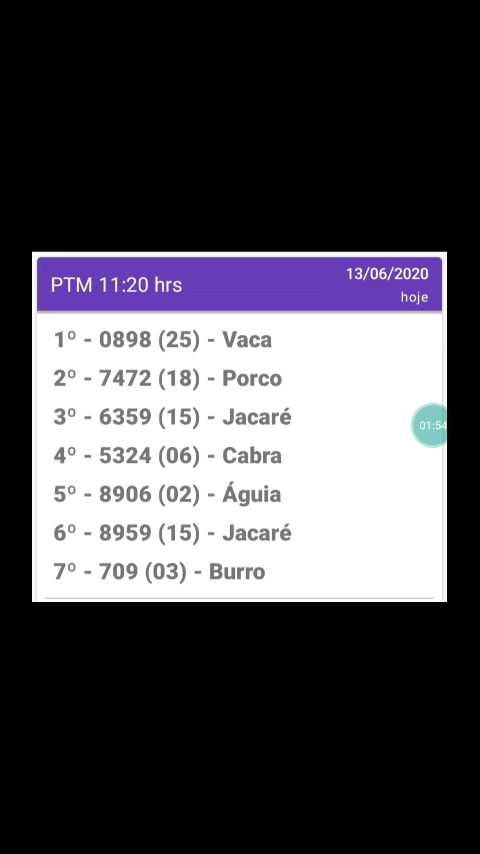 PTM 11:20 hrs
13/06/2020
hoje
1º - 0898 (25) - Vaca
2º - 7472 (18) - Porco
3º - 6359 (15) - Jacaré
01:54
4º - 5324 (06) - Cabra
5º - 8906 (02) - Águia
6º - 8959 (15) - Jacaré
7º - 709 (03) - Burro